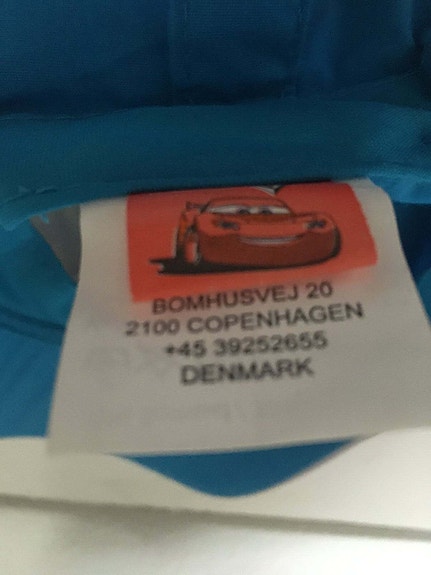 BOMHUSVEJ 20
2100 COPENHAGEN
+45 39252655
DENMARK